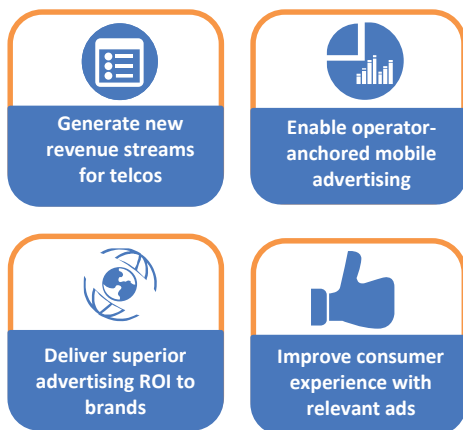 Generate new
revenue streams
for telcos
Enable operator-
anchored mobile
advertising
Deliver superior
advertising ROI to
brands
Improve consumer
experience with
relevant ads